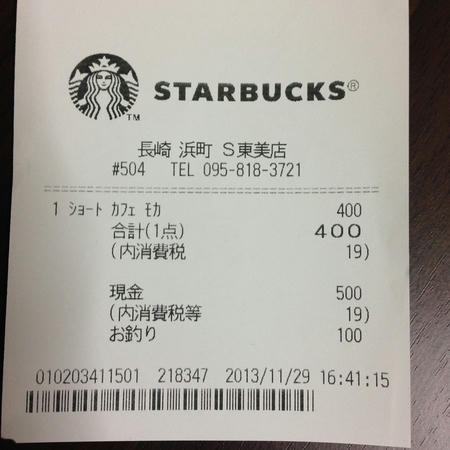 STARBUCKS®
TM
長崎 浜町 S東美店
#504 TEL 095-818-3721
1 ｼｮｰﾄ ｶﾌｪ ﾓｶ 400
合計(1点) 400
(内消費税 19)
現金 500
(内消費税等 19)
お釣り 100
010203411501 218347 2013/11/29 16:41:15